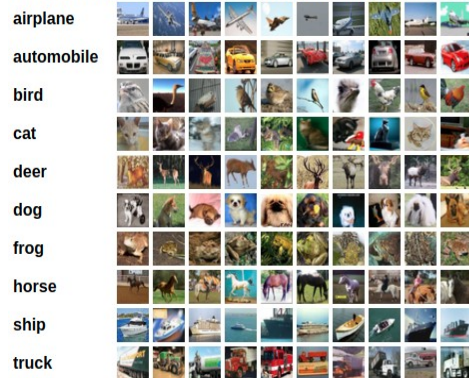 airplane
automobile
bird
cat
deer
dog
frog
horse
ship
truck